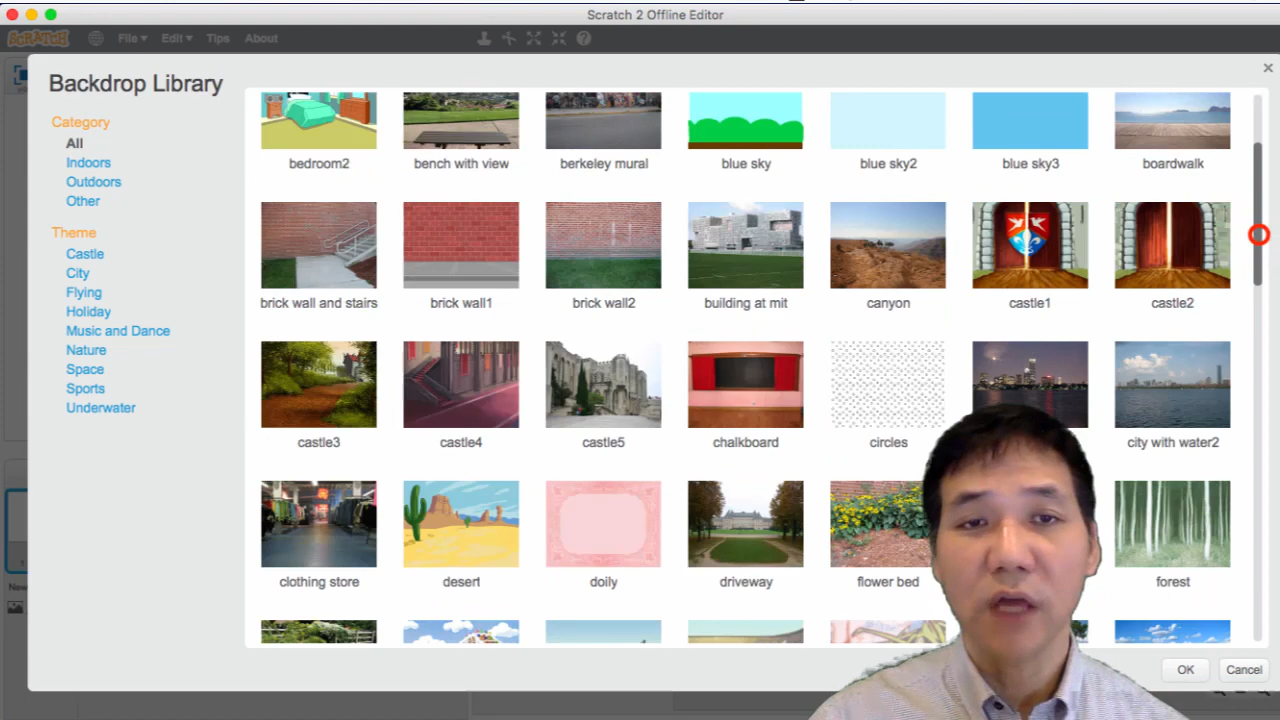 Scratch 2 Offline Editor
SCRATCH File Edit Tips About
Backdrop Library
Category
All
Indoors
Outdoors
Other
Theme
Castle
City
Flying
Holiday
Music and Dance
Nature
Space
Sports
Underwater
bedroom2 bench with view berkeley mural blue sky blue sky2 blue sky3 boardwalk
brick wall and stairs brick wall1 brick wall2 building at mit canyon castle1 castle2
castle3 castle4 castle5 chalkboard circles city with water2
clothing store desert doily driveway flower bed forest
New
OK Cancel